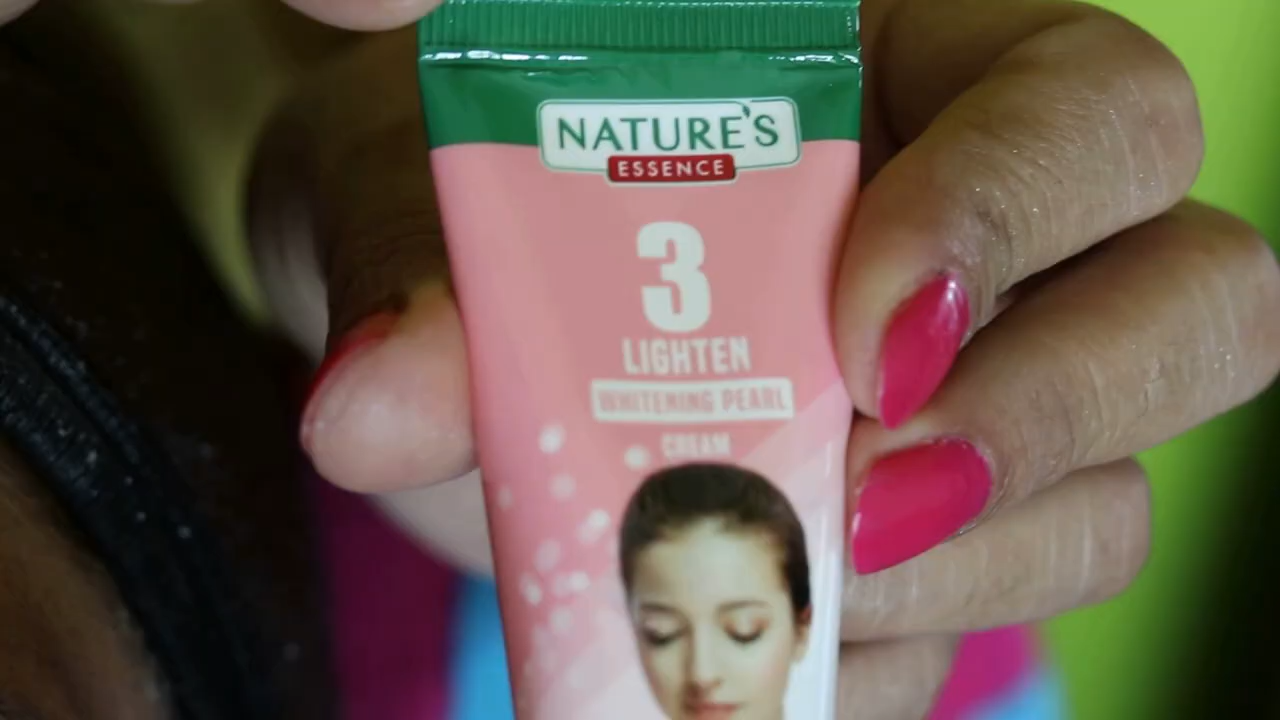 NATURE'S
ESSENCE
3
LIGHTEN
WHITENING PEARL
CREAM